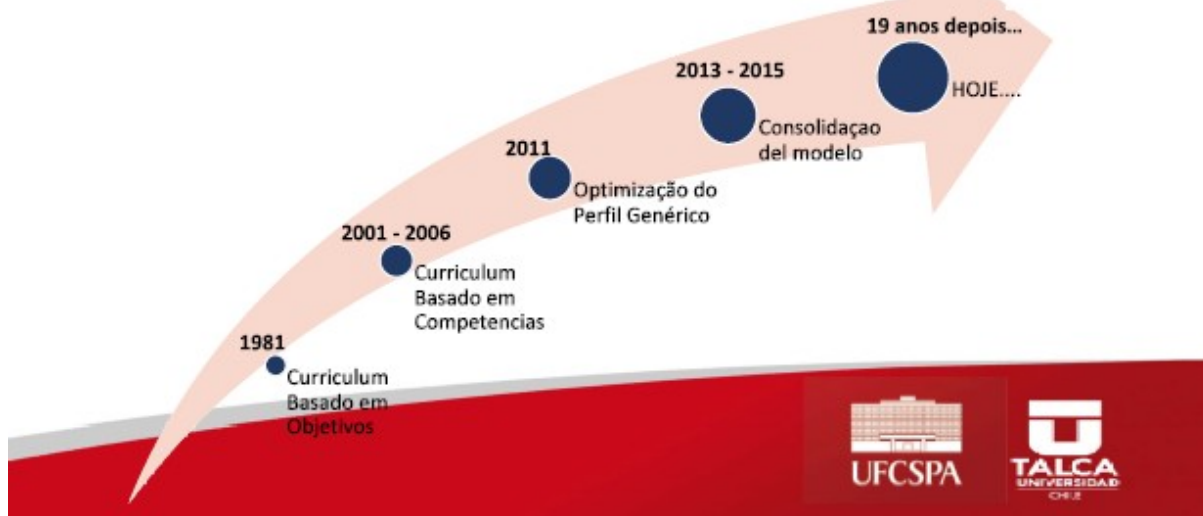 1981
Curriculum
Basado em
Objetivos
2001 - 2006
Curriculum
Basado em
Competencias
2011
Optimização do
Perfil Genérico
2013 - 2015
Consolidaçao
del modelo
19 anos depois...
HOJE....
UFCSPA
TALCA
UNIVERSIDAD
CHILE